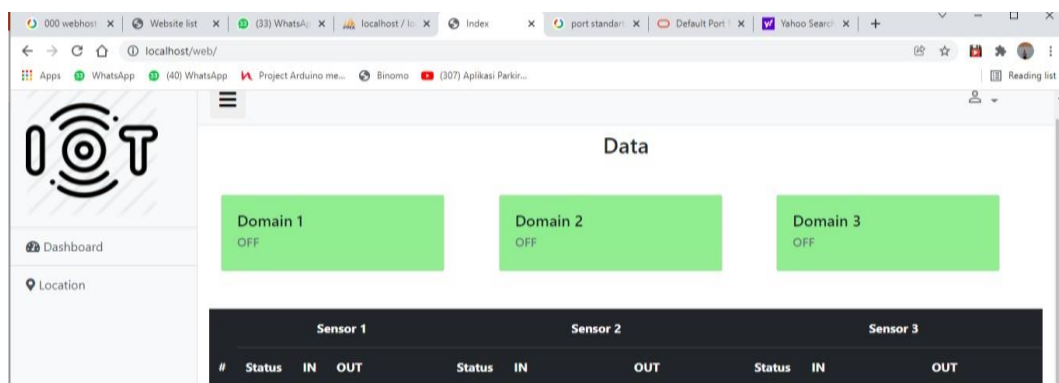 000 webhost
Website list
(33) WhatsAp
localhost / lo
Index
port standart
Default Port
Yahoo Search
localhost/web/
Apps
WhatsApp
(40) WhatsApp
Project Arduino me...
Binomo
(307) Aplikasi Parkir...
Reading list
IOT
Data
Domain 1
OFF
Domain 2
OFF
Domain 3
OFF
Dashboard
Location
Sensor 1 Sensor 2 Sensor 3
# Status IN OUT Status IN OUT Status IN OUT